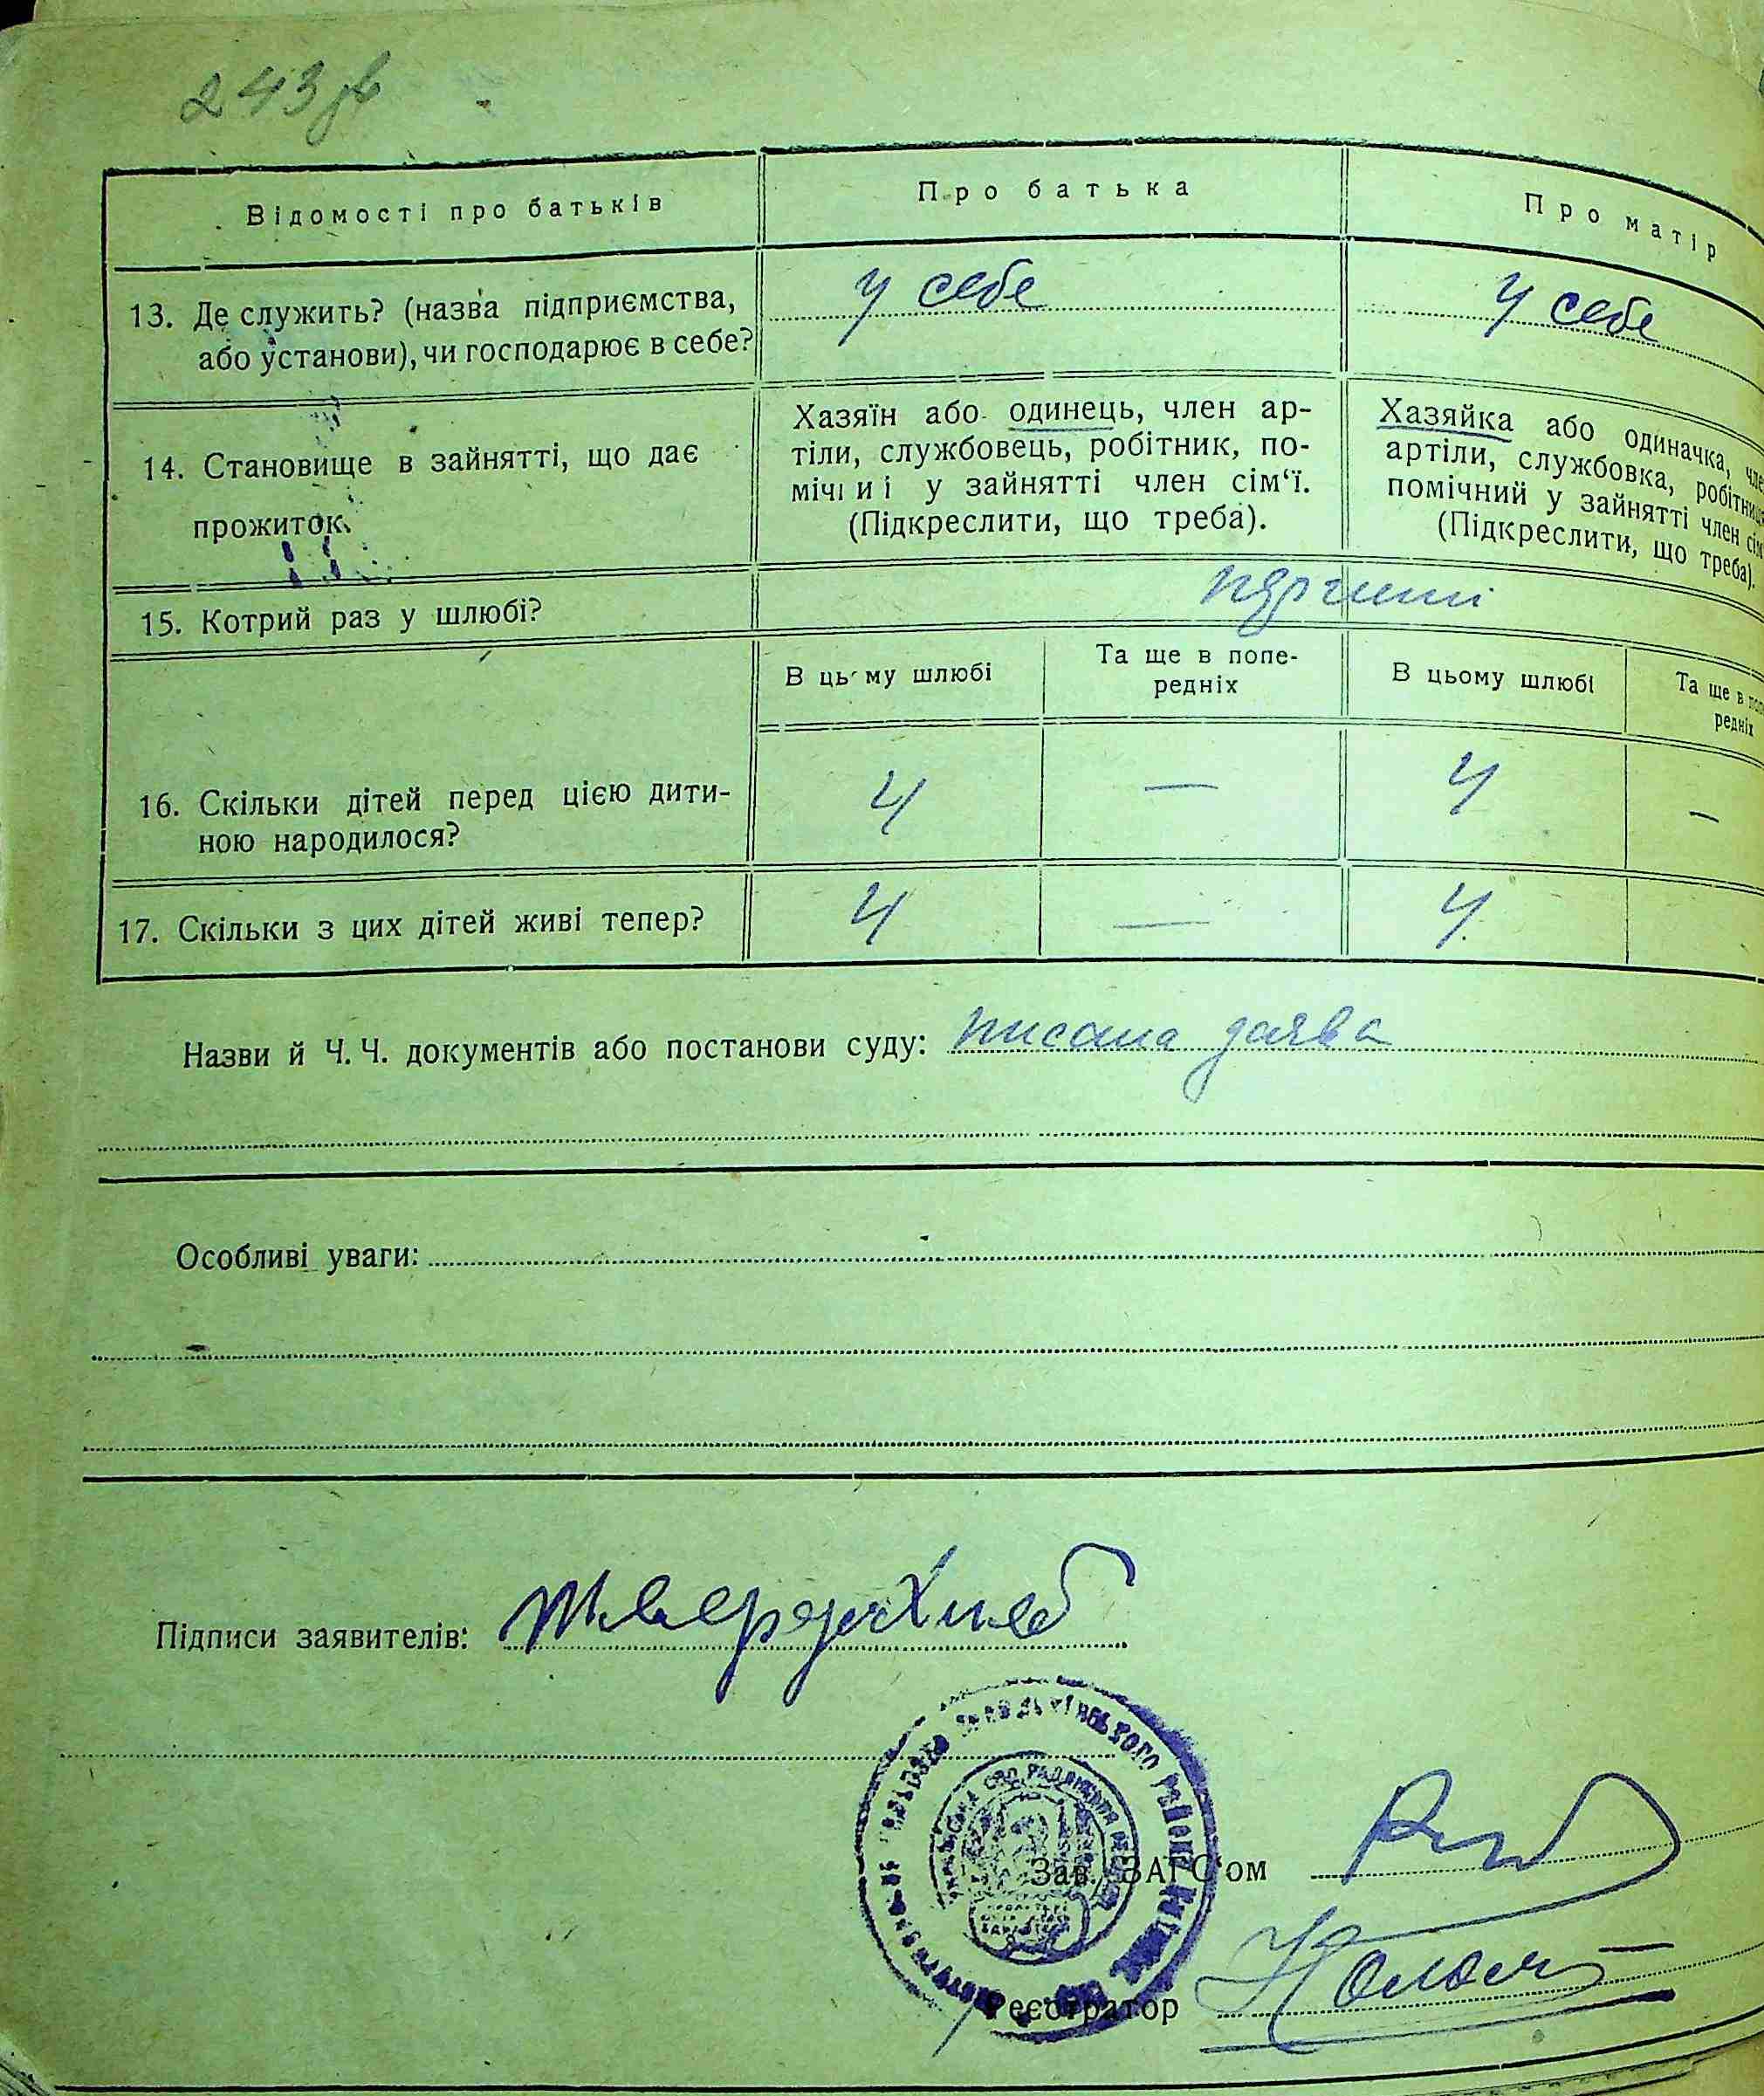 243 зв
Відомості про батьків
Про батька
Про матір
13. Де служить? (назва підприємства,
або установи), чи господарює в себе?
у себе
у себе
14. Становище в зайнятті, що дає
прожиток.
Хазяїн або одинець, член ар-
тіли, службовець, робітник, по-
мічн и і у зайнятті член сім‘ї.
(Підкреслити, що треба).
Хазяйка або одиначка, чле
артіли, службовка, робітниц
помічний у зайнятті член сім
(Підкреслити, що треба).
15. Котрий раз у шлюбі?
В цьому шлюбі
Та ще в попе-
редніх
В цьому шлюбі
Та ще в попе
редніх
16. Скільки дітей перед цією дити-
ною народилося?
4 — 4 —
17. Скільки з цих дітей живі тепер?
4 — 4
Назви й Ч. Ч. документів або постанови суду: писана заява
Особливі уваги:
Підписи заявителів: Твердохлеб
Зав. ЗАГС‘ом
Реєстратор